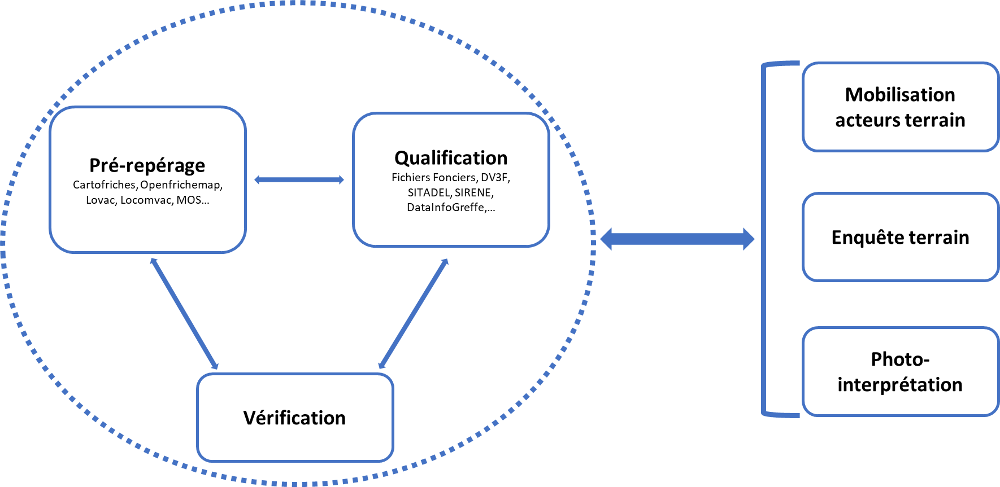 Pré-repérage
Cartofriches, Openfrichemap,
Lovac, Locomvac, MOS...
Qualification
Fichiers Fonciers, DV3F,
SITADEL, SIRENE,
DataInfoGreffe,...
Vérification
Mobilisation
acteurs terrain
Enquête terrain
Photo-
interprétation